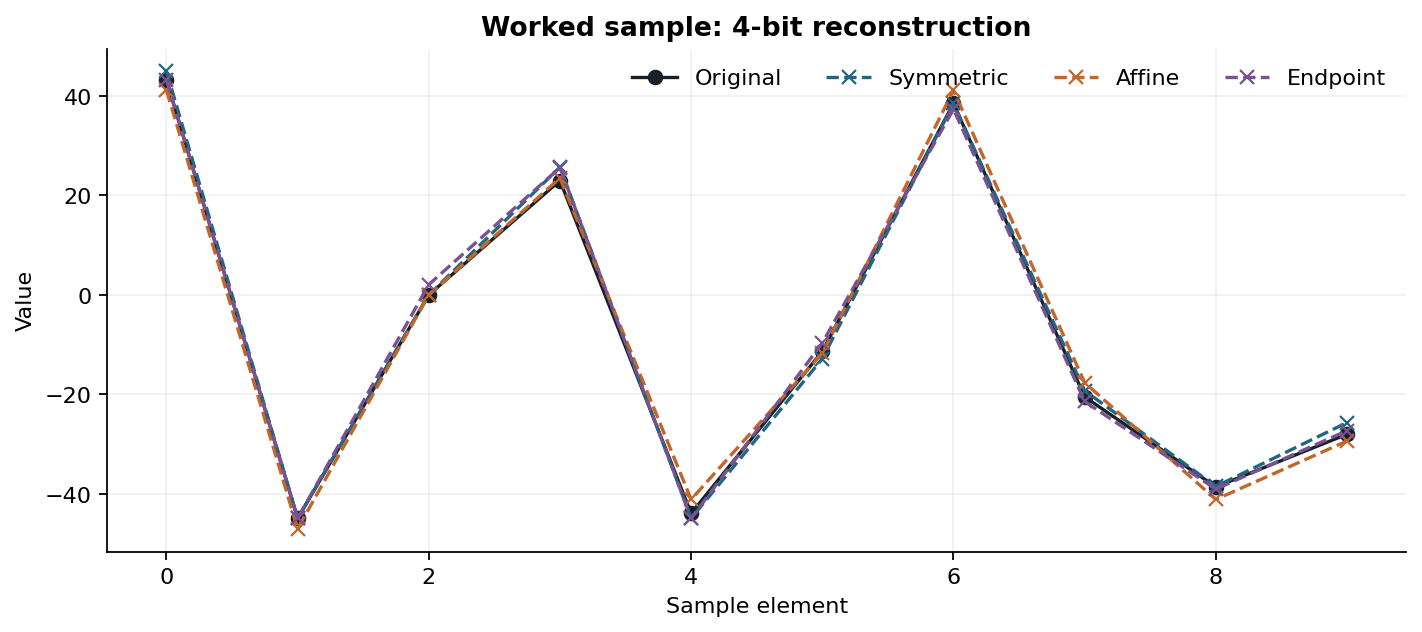 Worked sample: 4-bit reconstruction
Original Symmetric Affine Endpoint
40
20
0
−20
−40
Value
0 2 4 6 8
Sample element